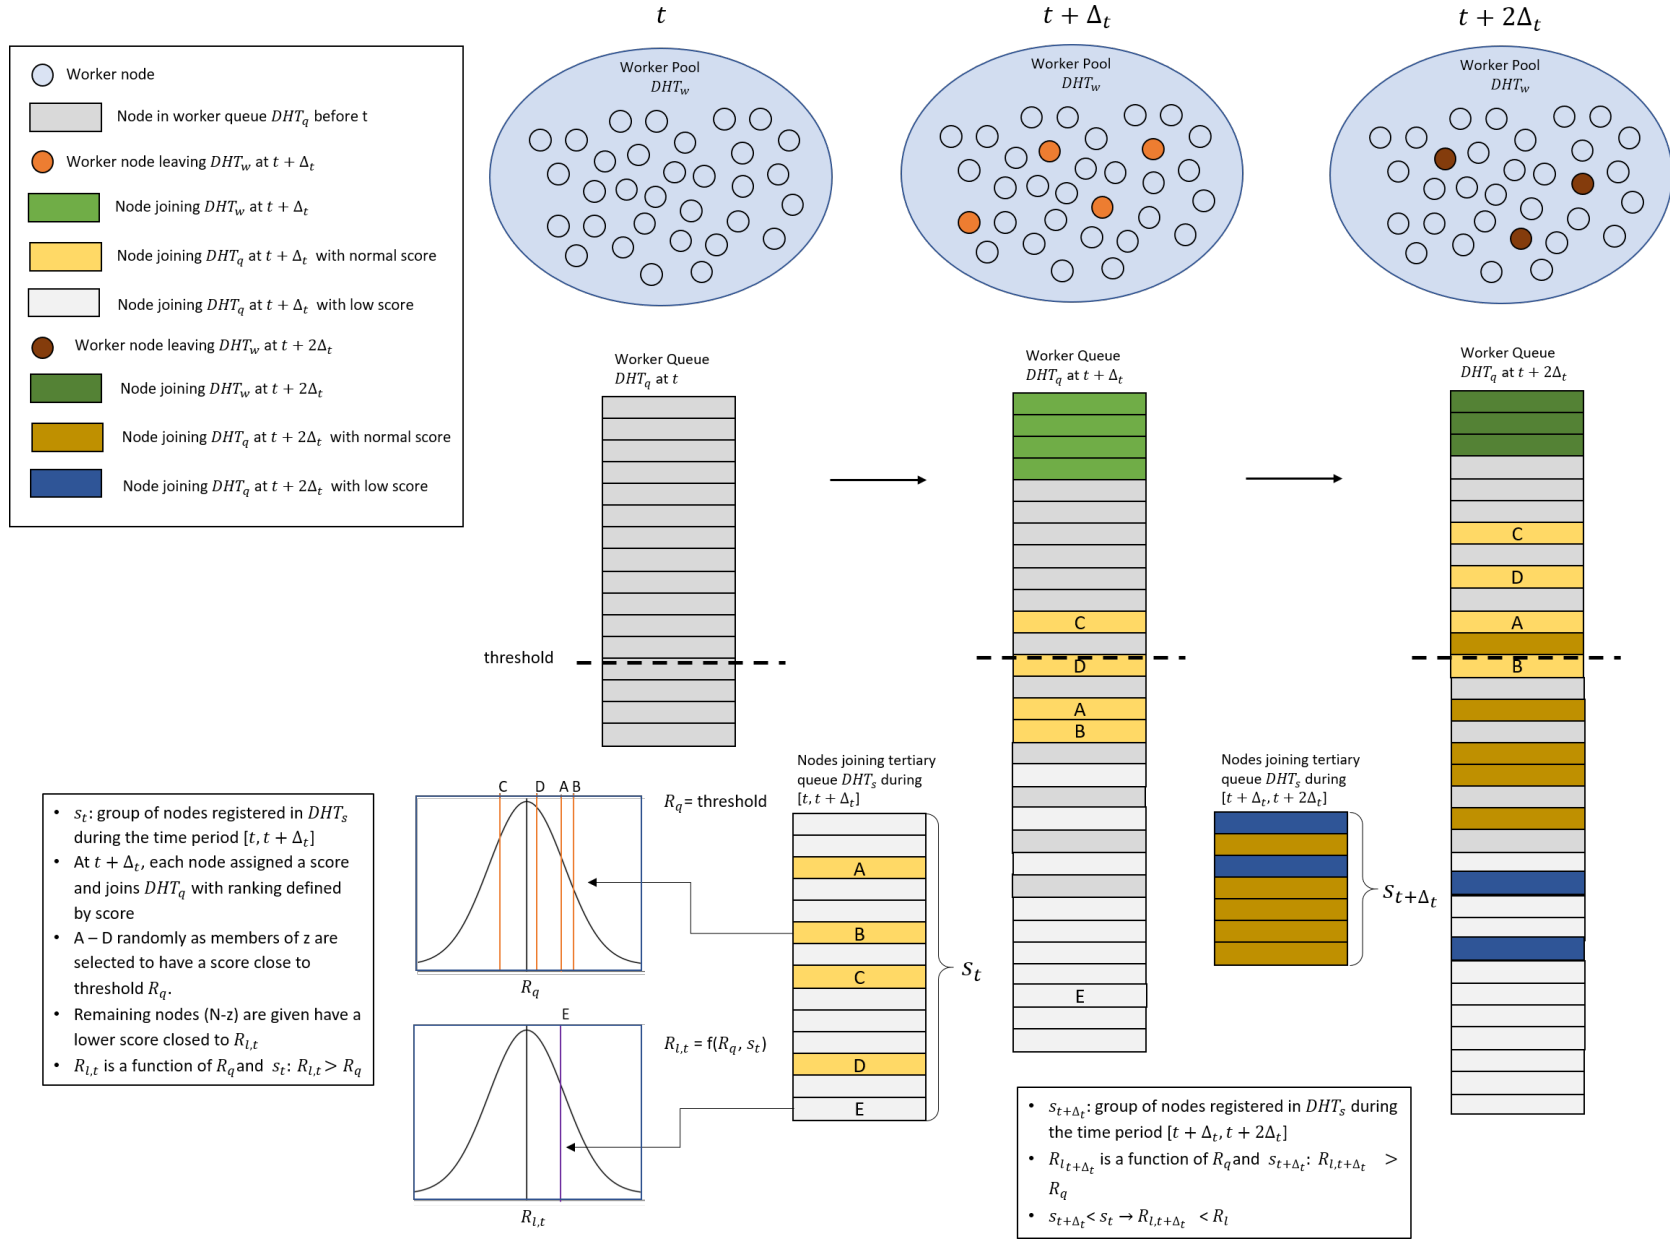 t
t + Δt
t + 2Δt
Worker node
Node in worker queue DHTq before t
Worker node leaving DHTw at t + Δt
Node joining DHTw at t + Δt
Node joining DHTq at t + Δt with normal score
Node joining DHTq at t + Δt with low score
Worker node leaving DHTw at t + 2Δt
Node joining DHTw at t + 2Δt
Node joining DHTq at t + 2Δt with normal score
Node joining DHTq at t + 2Δt with low score
Worker Pool
DHTw
Worker Pool
DHTw
Worker Pool
DHTw
Worker Queue
DHTq at t
threshold
Worker Queue
DHTq at t + Δt
C
D
A
B
E
Worker Queue
DHTq at t + 2Δt
C
D
A
B
• st: group of nodes registered in DHTs
during the time period [t, t + Δt]
• At t + Δt, each node assigned a score
and joins DHTq with ranking defined
by score
• A – D randomly as members of z are
selected to have a score close to
threshold Rq.
• Remaining nodes (N-z) are given have a
lower score closed to Rl,t
• Rl,t is a function of Rq and st: Rl,t > Rq
C D A B
Rq
Rq = threshold
E
Rl,t
Rl,t = f(Rq, st)
Nodes joining tertiary
queue DHTs during
[t, t + Δt]
A
B
C
D
E
St
Nodes joining tertiary
queue DHTs during
[t + Δt, t + 2Δt]
St+Δt
• st+Δt: group of nodes registered in DHTs during
the time period [t + Δt, t + 2Δt]
• Rlt+Δt is a function of Rq and st+Δt: Rl,t+Δt >
Rq
• st+Δt < st → Rl,t+Δt < Rl